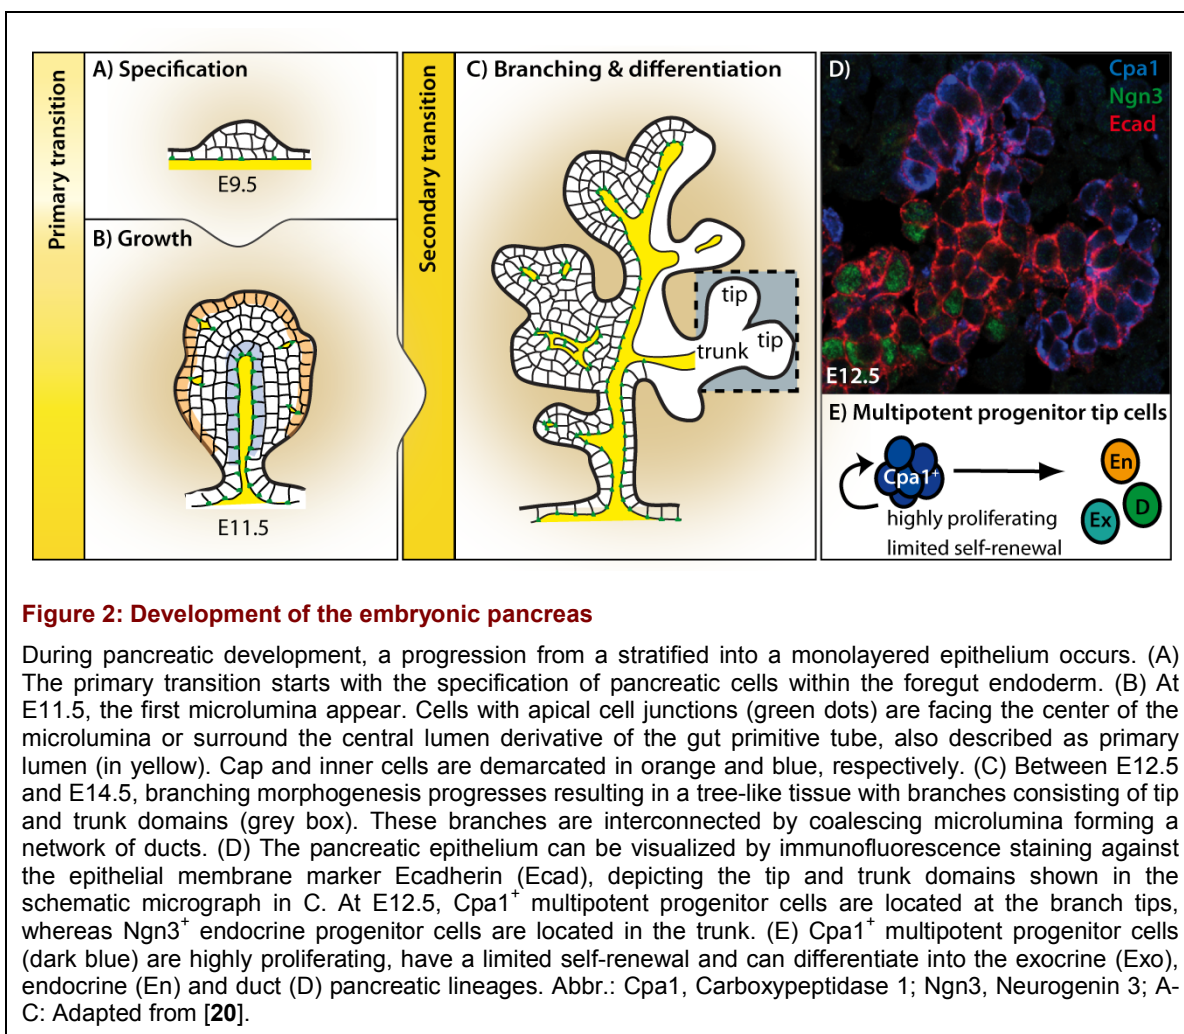 Primary transition
A) Specification
E9.5
B) Growth
E11.5
Secondary transition
C) Branching & differentiation
tip
trunk
tip
D)
Cpa1
Ngn3
Ecad
E12.5
E) Multipotent progenitor tip cells
Cpa1+
highly proliferating
limited self-renewal
En
D
Ex
Figure 2: Development of the embryonic pancreas
During pancreatic development, a progression from a stratified into a monolayered epithelium occurs. (A)
The primary transition starts with the specification of pancreatic cells within the foregut endoderm. (B) At
E11.5, the first microlumina appear. Cells with apical cell junctions (green dots) are facing the center of the
microlumina or surround the central lumen derivative of the gut primitive tube, also described as primary
lumen (in yellow). Cap and inner cells are demarcated in orange and blue, respectively. (C) Between E12.5
and E14.5, branching morphogenesis progresses resulting in a tree-like tissue with branches consisting of tip
and trunk domains (grey box). These branches are interconnected by coalescing microlumina forming a
network of ducts. (D) The pancreatic epithelium can be visualized by immunofluorescence staining against
the epithelial membrane marker Ecadherin (Ecad), depicting the tip and trunk domains shown in the
schematic micrograph in C. At E12.5, Cpa1+ multipotent progenitor cells are located at the branch tips,
whereas Ngn3+ endocrine progenitor cells are located in the trunk. (E) Cpa1+ multipotent progenitor cells
(dark blue) are highly proliferating, have a limited self-renewal and can differentiate into the exocrine (Exo),
endocrine (En) and duct (D) pancreatic lineages. Abbr.: Cpa1, Carboxypeptidase 1; Ngn3, Neurogenin 3; A-
C: Adapted from [20].